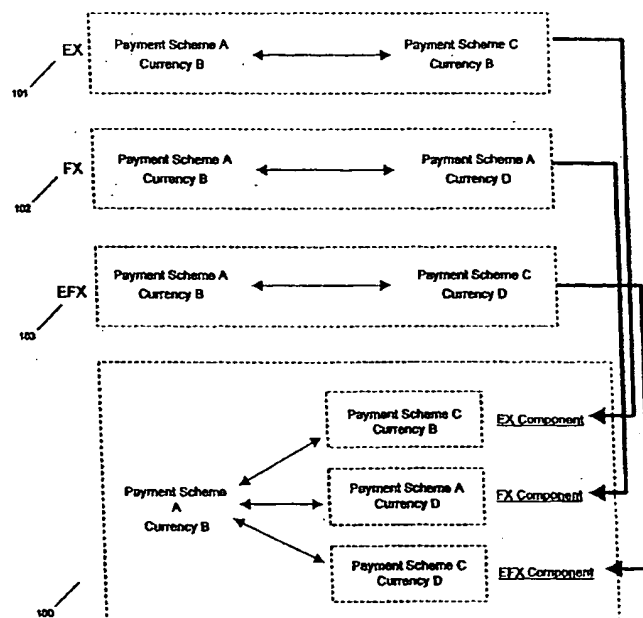 EX
Payment Scheme A
Currency B
Payment Scheme C
Currency B
101
FX
Payment Scheme A
Currency B
Payment Scheme A
Currency D
102
EFX
Payment Scheme A
Currency B
Payment Scheme C
Currency D
103
Payment Scheme C
Currency B
EX Component
Payment Scheme
A
Currency B
Payment Scheme A
Currency D
FX Component
Payment Scheme C
Currency D
EFX Component
100